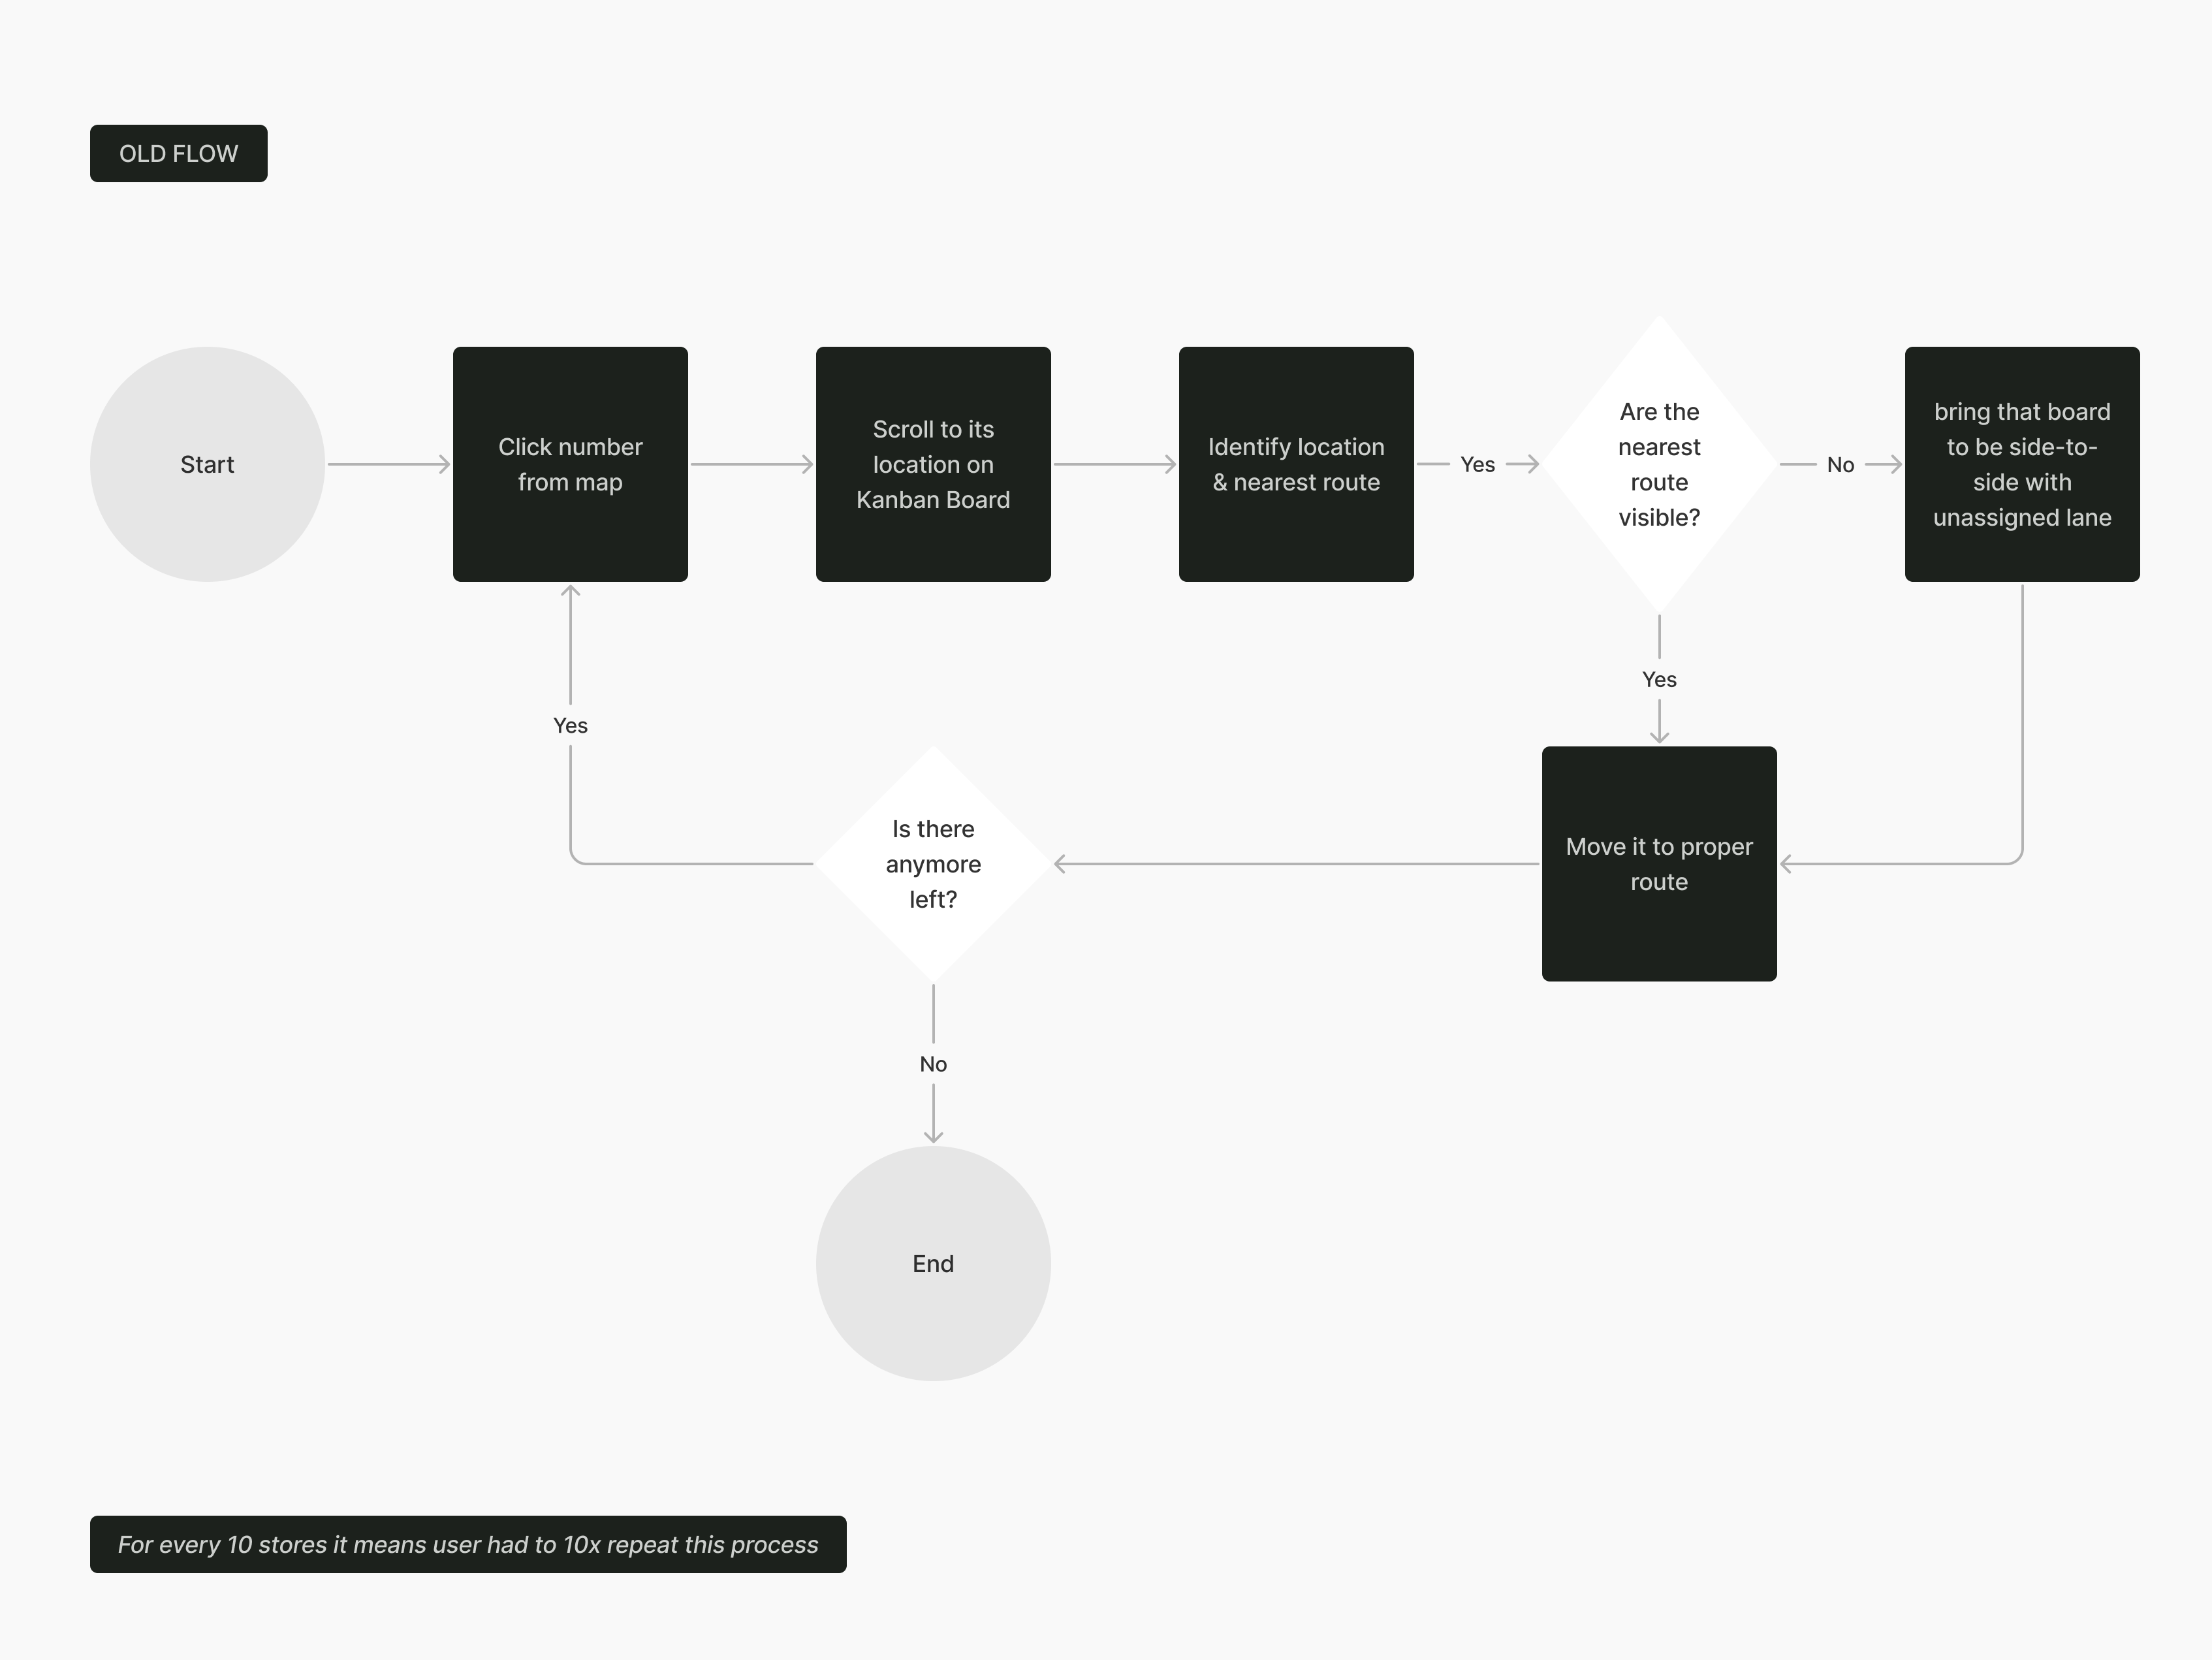 OLD FLOW
Start
Click number
from map
Scroll to its
location on
Kanban Board
Identify location
& nearest route
Yes
Are the
nearest
route
visible?
No
bring that board
to be side-to-
side with
unassigned lane
Yes
Yes
Is there
anymore
left?
Move it to proper
route
No
End
For every 10 stores it means user had to 10x repeat this process